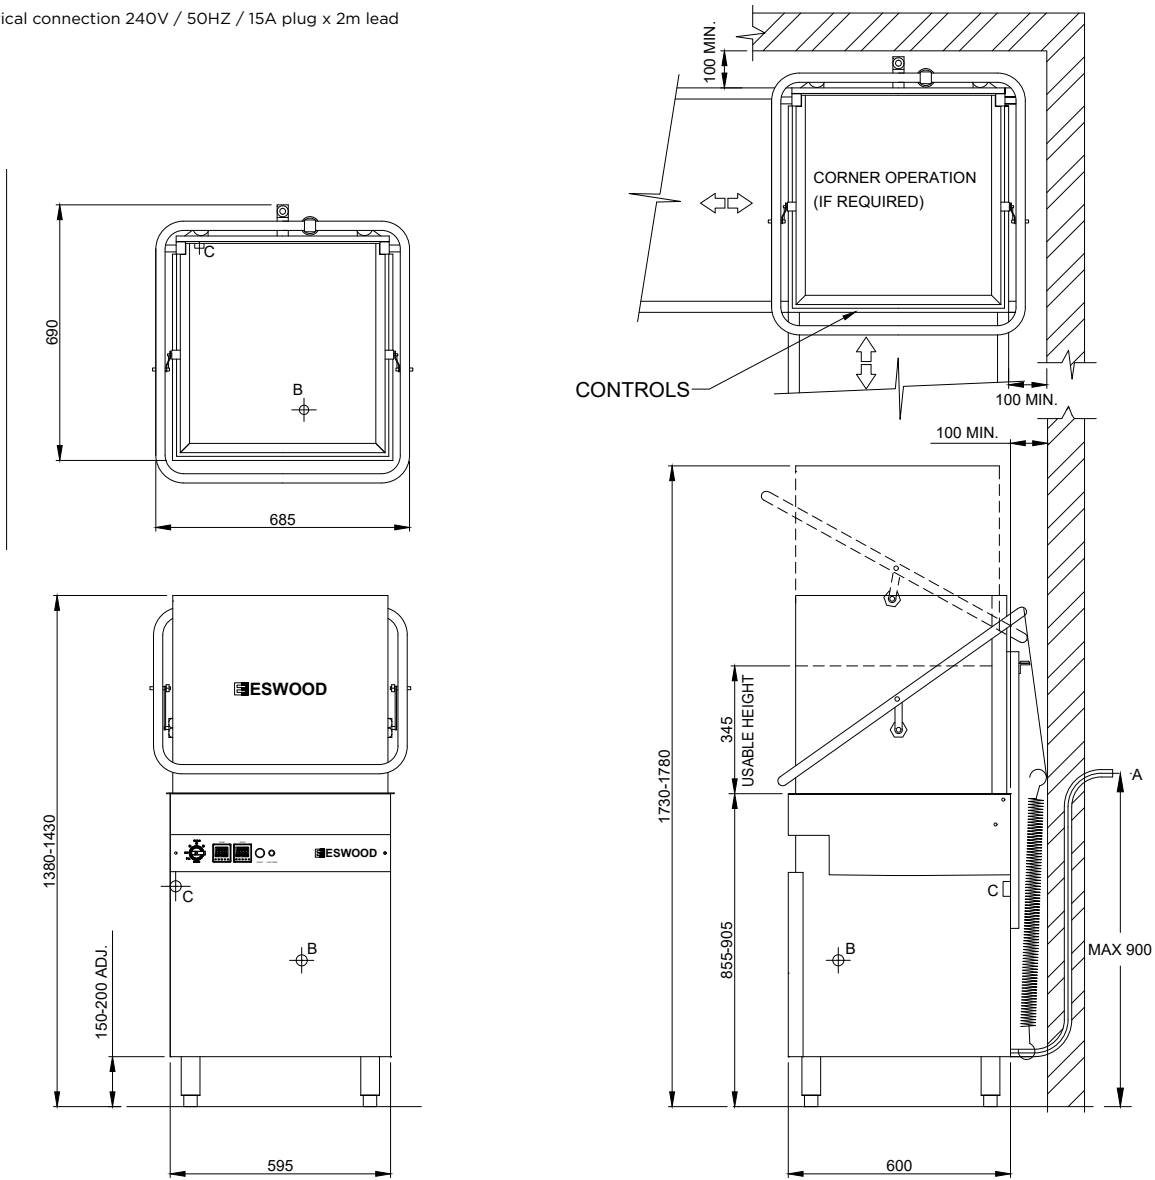 ical connection 240V / 50HZ / 15A plug x 2m lead
100 MIN.
CORNER OPERATION
(IF REQUIRED)
C
690
B
CONTROLS
100 MIN.
100 MIN.
685
ESWOOD
345
USABLE HEIGHT
1730-1780
A
1380-1430
ESWOOD
C
C
855-905
B
B
MAX 900
150-200 ADJ.
595
600